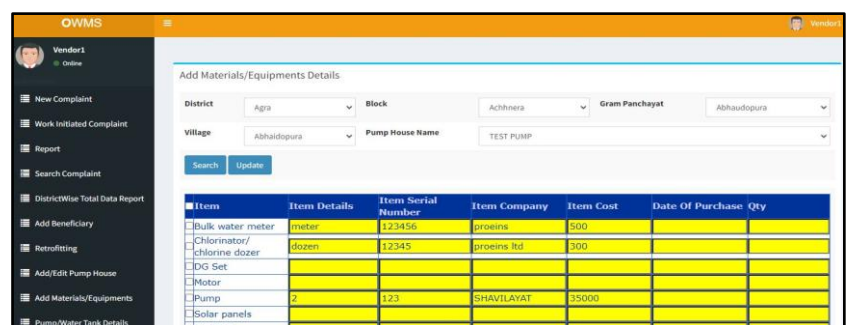 OWMS
Vendor1
Vendor1
Online
New Complaint
Work Initiated Complaint
Report
Search Complaint
DistrictWise Total Data Report
Add Beneficiary
Retrofitting
Add/Edit Pump House
Add Materials/Equipments
Pump/Water Tank Details
Add Materials/Equipments Details
District Agra Block Achhnera Gram Panchayat Abhaudopura
Village Abhaidopura Pump House Name TEST PUMP
Search Update
Item Item Details Item Serial Number Item Company Item Cost Date Of Purchase Qty
Bulk water meter meter 123456 proeins 500
Chlorinator/ chlorine dozer dozen 12345 proeins ltd 300
DG Set
Motor
Pump 2 123 SHAVILAYAT 35000
Solar panels